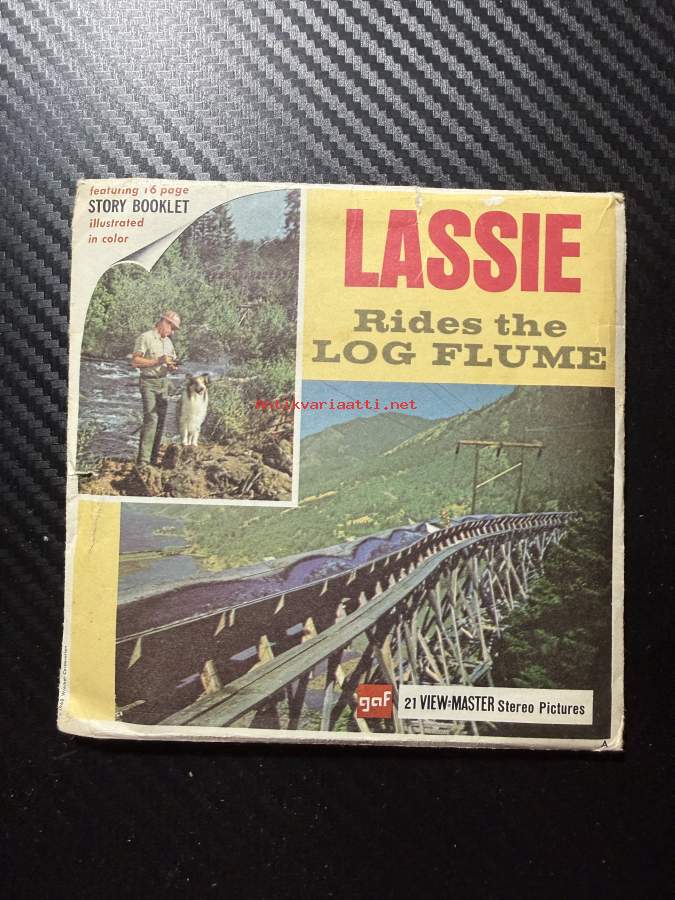 featuring 16 page
STORY BOOKLET
illustrated
in color
LASSIE
Rides the
LOG FLUME
antikvariaatti.net
gaf
21 VIEW-MASTER Stereo Pictures
A